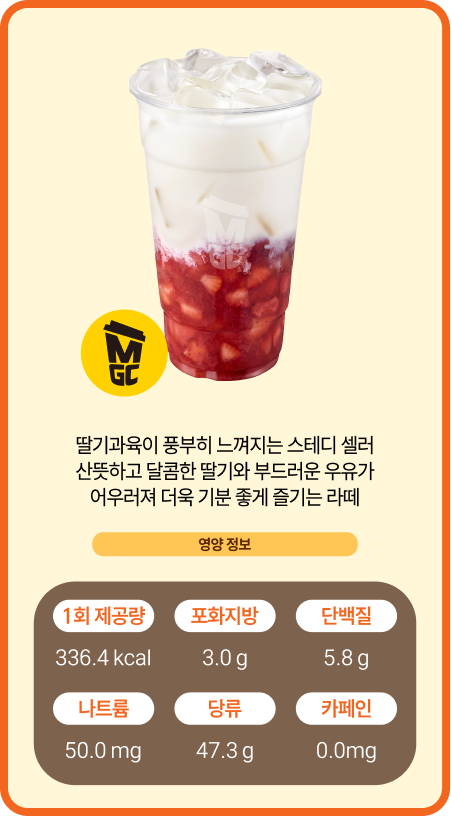 MGC
MGC
딸기과육이 풍부히 느껴지는 스테디 셀러
산뜻하고 달콤한 딸기와 부드러운 우유가
어우러져 더욱 기분 좋게 즐기는 라떼
영양 정보
1회 제공량 포화지방 단백질
336.4 kcal 3.0 g 5.8 g
나트륨 당류 카페인
50.0 mg 47.3 g 0.0mg